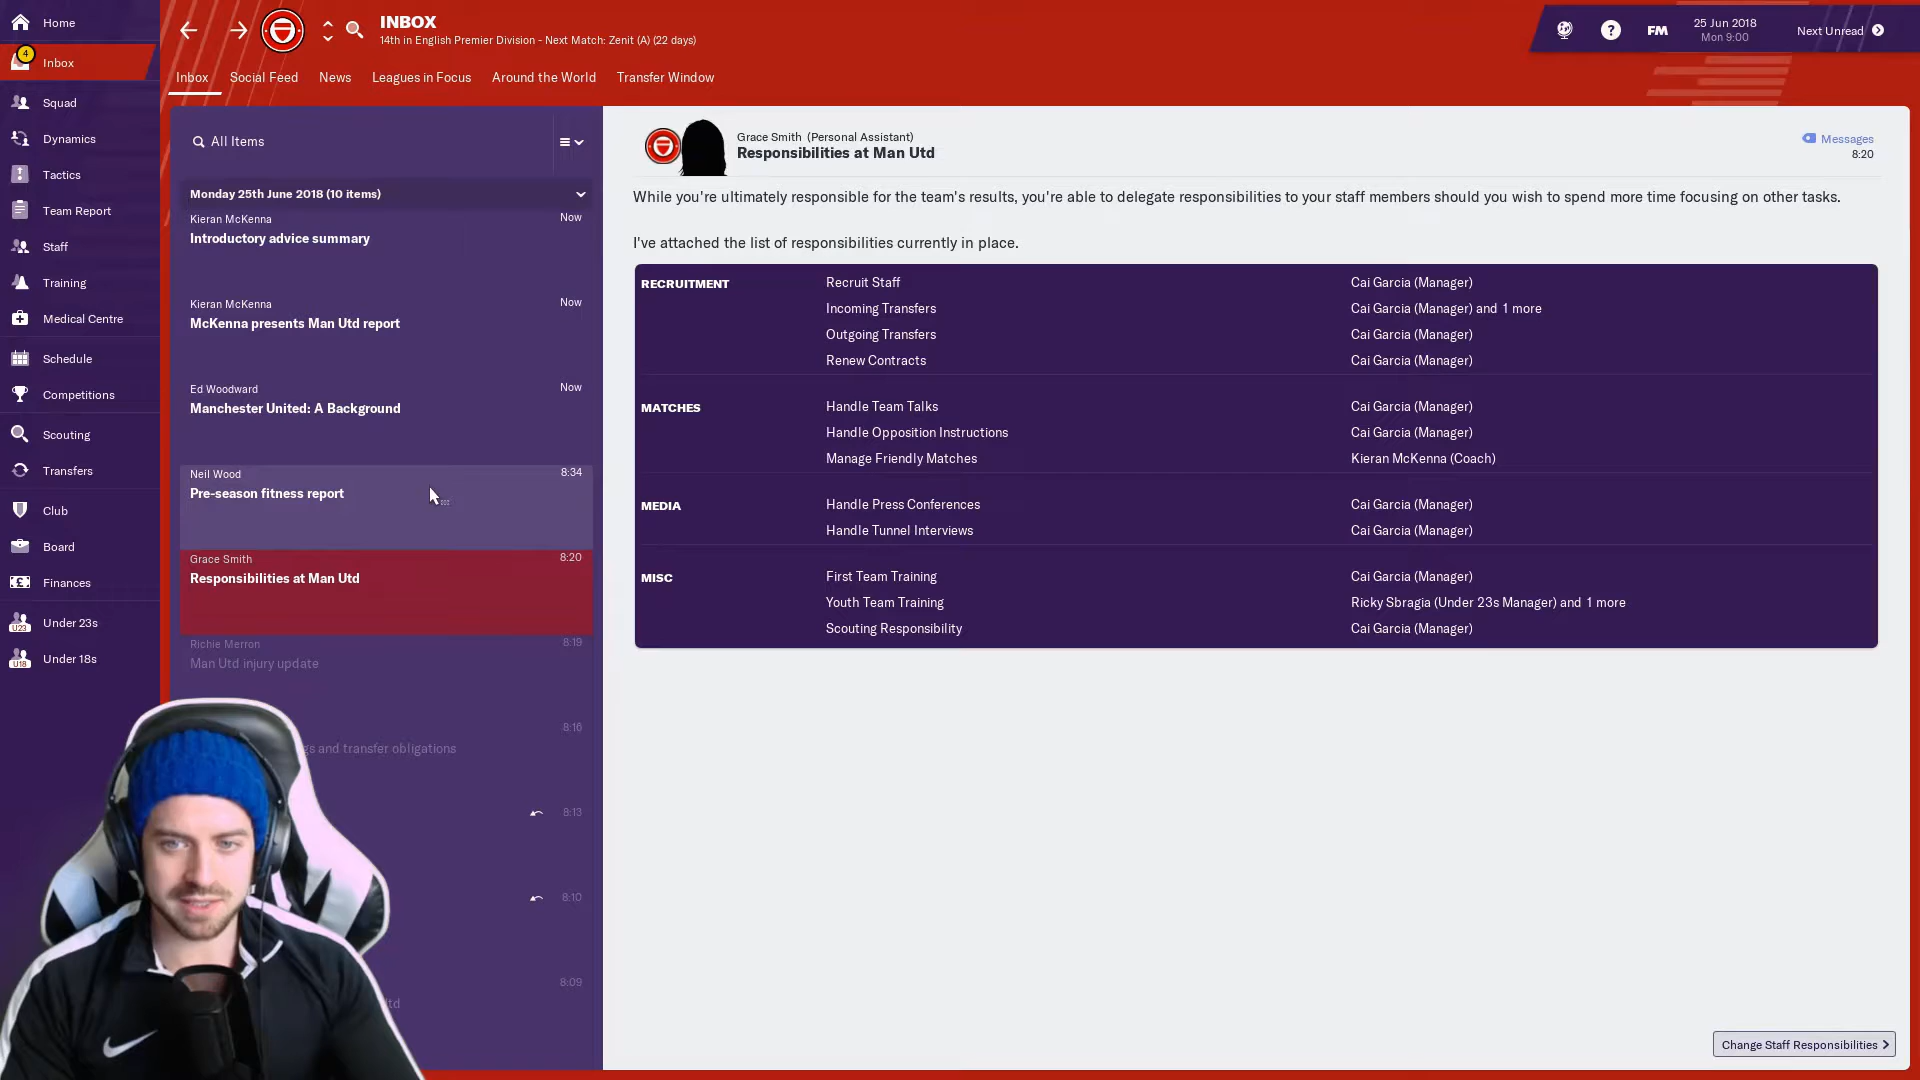 Home
4
Inbox
Squad
Dynamics
Tactics
Team Report
Staff
Training
Medical Centre
Schedule
Competitions
Scouting
Transfers
Club
Board
Finances
U23
Under 23s
U18
Under 18s
INBOX
14th in English Premier Division - Next Match: Zenit (A) (22 days)
FM
25 Jun 2018
Mon 9:00
Next Unread
Inbox
Social Feed
News
Leagues in Focus
Around the World
Transfer Window
All Items
Monday 25th June 2018 (10 items)
Kieran McKenna
Now
Introductory advice summary
Kieran McKenna
Now
McKenna presents Man Utd report
Ed Woodward
Now
Manchester United: A Background
Neil Wood
8:34
Pre-season fitness report
Grace Smith
8:20
Responsibilities at Man Utd
Richie Merron
8:19
Man Utd injury update
8:16
and transfer obligations
8:13
8:10
8:09
Grace Smith (Personal Assistant)
Responsibilities at Man Utd
Messages
8:20
While you're ultimately responsible for the team's results, you're able to delegate responsibilities to your staff members should you wish to spend more time focusing on other tasks.
I've attached the list of responsibilities currently in place.
RECRUITMENT
Recruit Staff
Cai Garcia (Manager)
Incoming Transfers
Cai Garcia (Manager) and 1 more
Outgoing Transfers
Cai Garcia (Manager)
Renew Contracts
Cai Garcia (Manager)
MATCHES
Handle Team Talks
Cai Garcia (Manager)
Handle Opposition Instructions
Cai Garcia (Manager)
Manage Friendly Matches
Kieran McKenna (Coach)
MEDIA
Handle Press Conferences
Cai Garcia (Manager)
Handle Tunnel Interviews
Cai Garcia (Manager)
MISC
First Team Training
Cai Garcia (Manager)
Youth Team Training
Ricky Sbragia (Under 23s Manager) and 1 more
Scouting Responsibility
Cai Garcia (Manager)
Change Staff Responsibilities